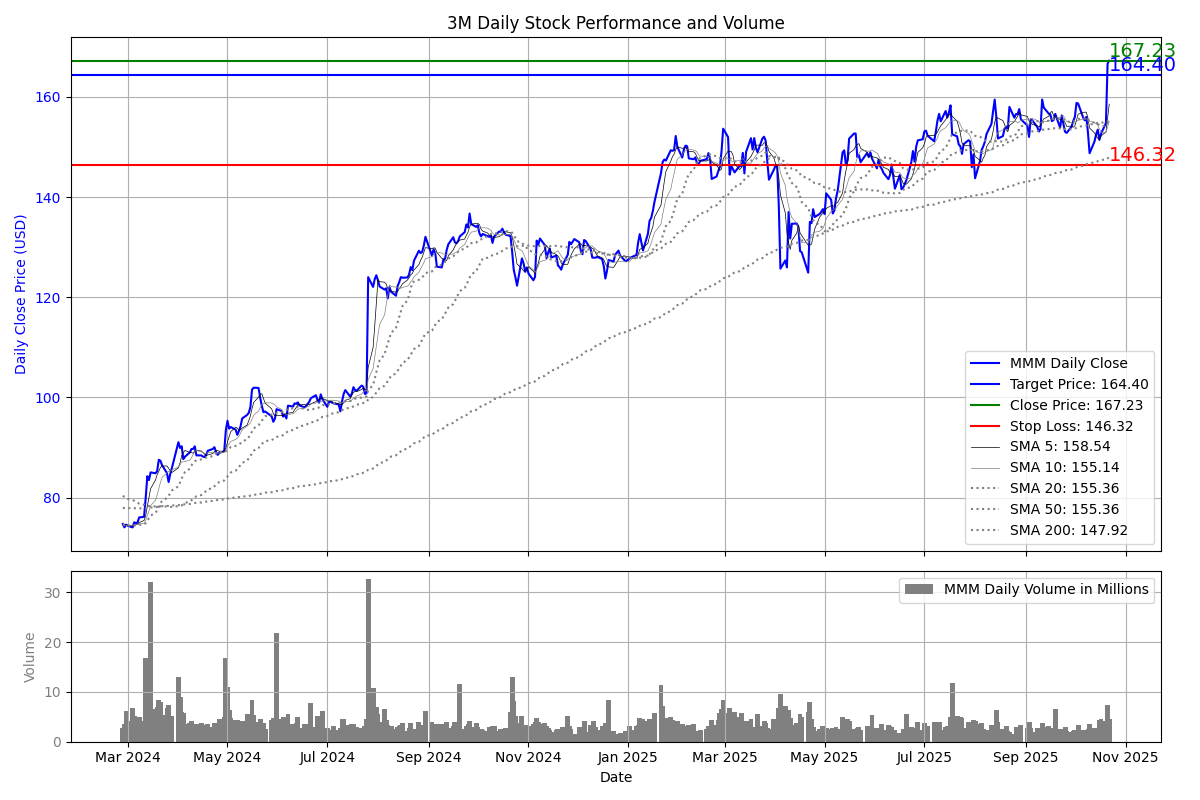 3M Daily Stock Performance and Volume
167.23
164.40
146.32
160
140
120
100
80
Daily Close Price (USD)
MMM Daily Close
Target Price: 164.40
Close Price: 167.23
Stop Loss: 146.32
SMA 5: 158.54
SMA 10: 155.14
SMA 20: 155.36
SMA 50: 155.36
SMA 200: 147.92
MMM Daily Volume in Millions
30
20
10
0
Volume
Mar 2024 May 2024 Jul 2024 Sep 2024 Nov 2024 Jan 2025 Mar 2025 May 2025 Jul 2025 Sep 2025 Nov 2025
Date